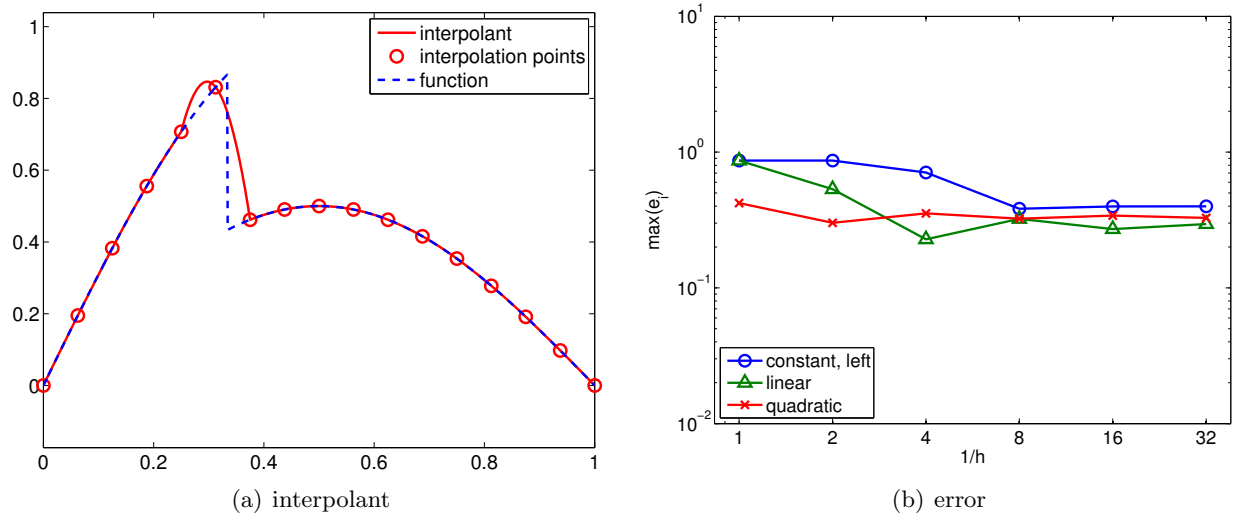 1
0.8
0.6
0.4
0.2
0
0 0.2 0.4 0.6 0.8 1
interpolant
interpolation points
function
(a) interpolant
10^1
10^0
10^-1
10^-2
max(e_i)
1 2 4 8 16 32
1/h
constant, left
linear
quadratic
(b) error